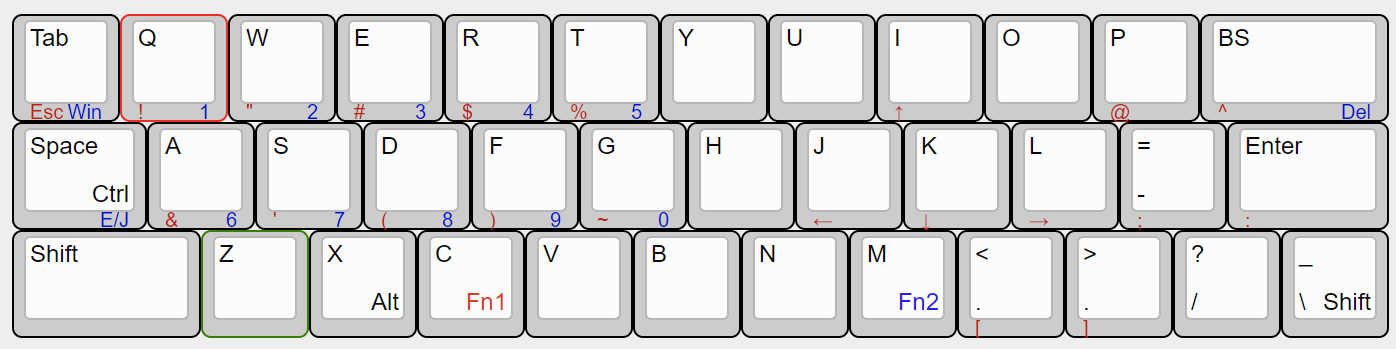 Tab Q W E R T Y U I O P BS
Esc Win ! 1 " 2 # 3 $ 4 % 5 ↑ @ ^ Del
Space A S D F G H J K L = Enter
Ctrl -
E/J & 6 ' 7 ( 8 ) 9 ~ 0 ← ↓ → ; :
Shift Z X C V B N M < > ? _
Alt Fn1 Fn2 . . / \ Shift
[ ]